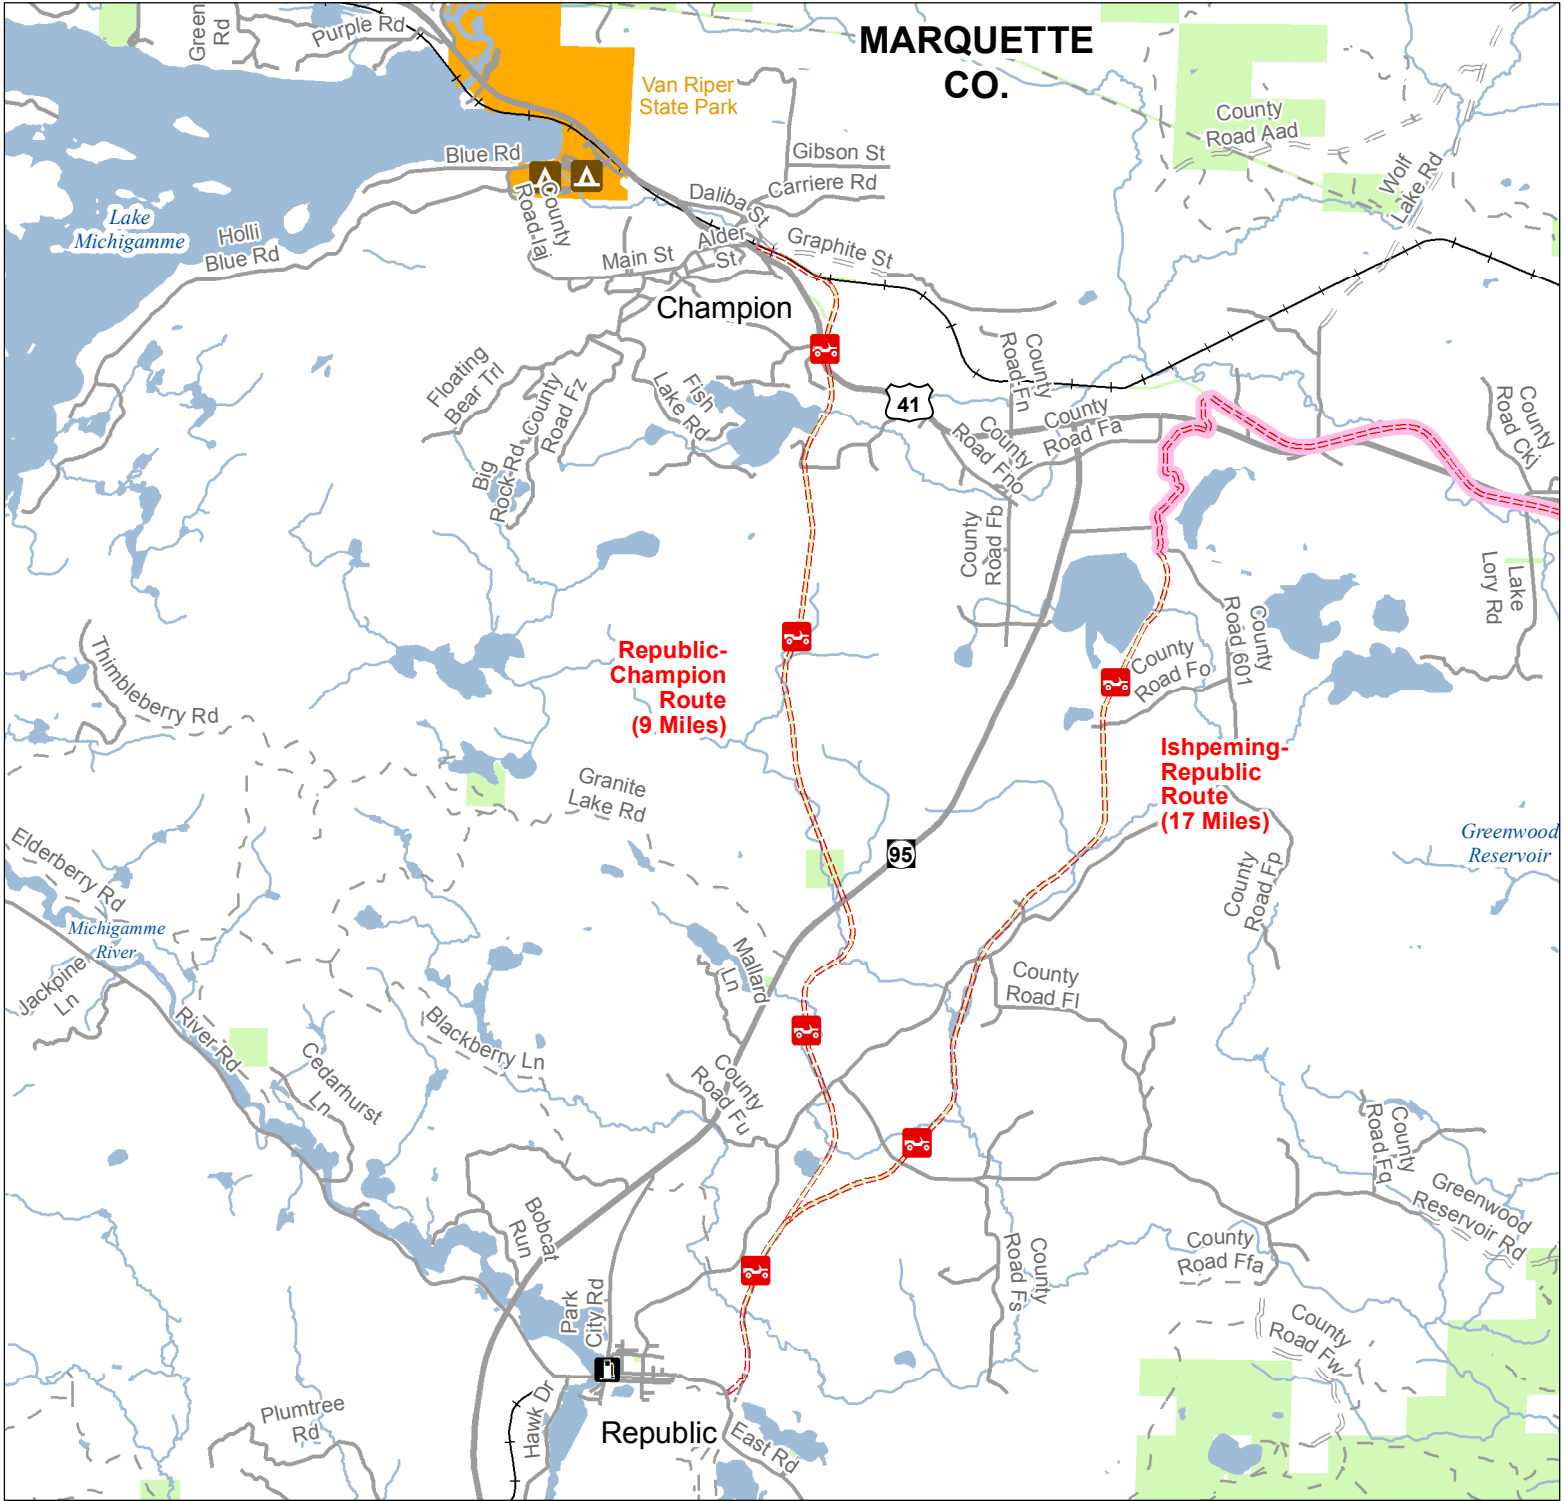 MARQUETTE
CO.
Green
Rd
Purple Rd
Van Riper
State Park
County
Road Aad
Wolf
Lake Rd
Blue Rd
Gibson St
Carriere Rd
Daliba St
County
Road Iaj
Lake
Michigamme
Holli
Blue Rd
Main St
Alder
St
Graphite St
Champion
Floating
Bear Trl
Big
Rock Rd
County
Road Fz
Fish
Lake Rd
41
County
Road Fn
County
Road Fa
County
Road Fno
County
Road Ckj
County
Road Fb
Lake
Lory Rd
County
Road 601
County
Road Fo
Thimbleberry Rd
Republic-
Champion
Route
(9 Miles)
Ishpeming-
Republic
Route
(17 Miles)
Granite
Lake Rd
95
Greenwood
Reservoir
Elderberry Rd
County
Road Fp
Michigamme
River
Jackpine
Ln
Mallard
Ln
County
Road Fl
River Rd
Blackberry Ln
Cedarhurst
Ln
County
Road Fu
County
Road Fq
Greenwood
Reservoir Rd
Bobcat
Run
County
Road Fs
County
Road Ffa
Park
City Rd
County
Road Fw
Plumtree
Rd
Hawk Dr
Republic
East Rd